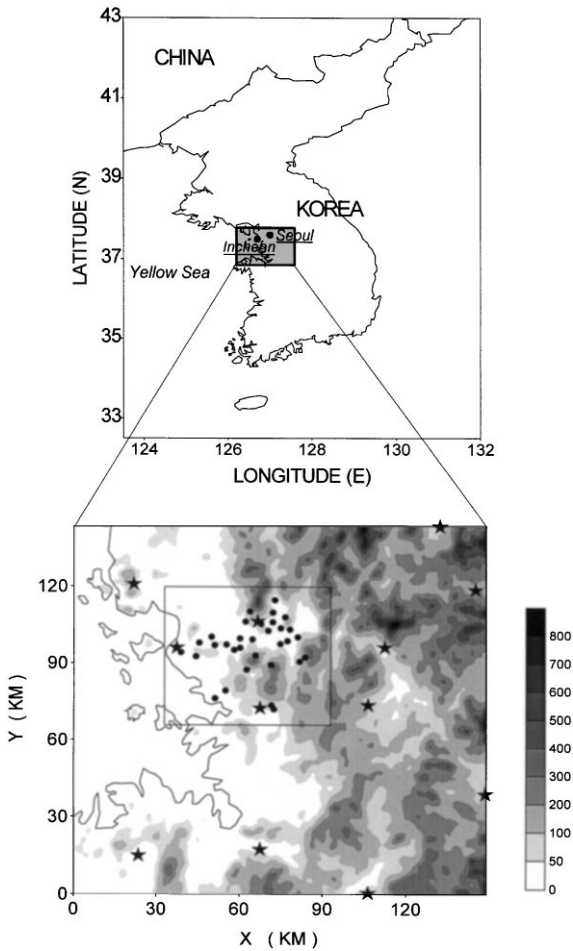 43
CHINA
41
39
KOREA
Seoul
Incheon
37
Yellow Sea
35
33
LATITUDE (N)
124 126 128 130 132
LONGITUDE (E)
120
90
60
30
0
Y ( KM )
0 30 60 90 120
X ( KM )
800
700
600
500
400
300
200
100
50
0